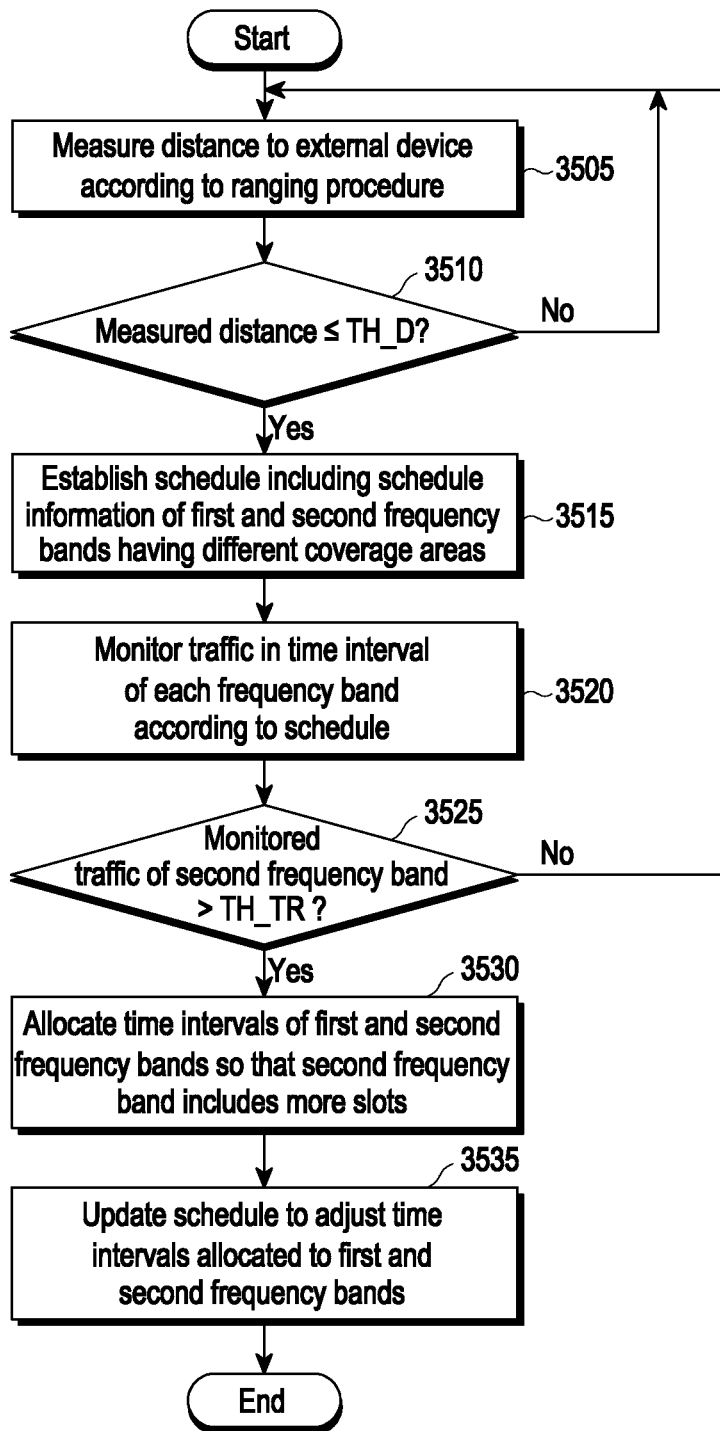 Start
Measure distance to external device
according to ranging procedure
3505
3510
Measured distance ≤ TH_D?
No
Yes
Establish schedule including schedule
information of first and second frequency
bands having different coverage areas
3515
Monitor traffic in time interval
of each frequency band
according to schedule
3520
3525
Monitored
traffic of second frequency band
> TH_TR ?
No
Yes
3530
Allocate time intervals of first and second
frequency bands so that second frequency
band includes more slots
3535
Update schedule to adjust time
intervals allocated to first and
second frequency bands
End